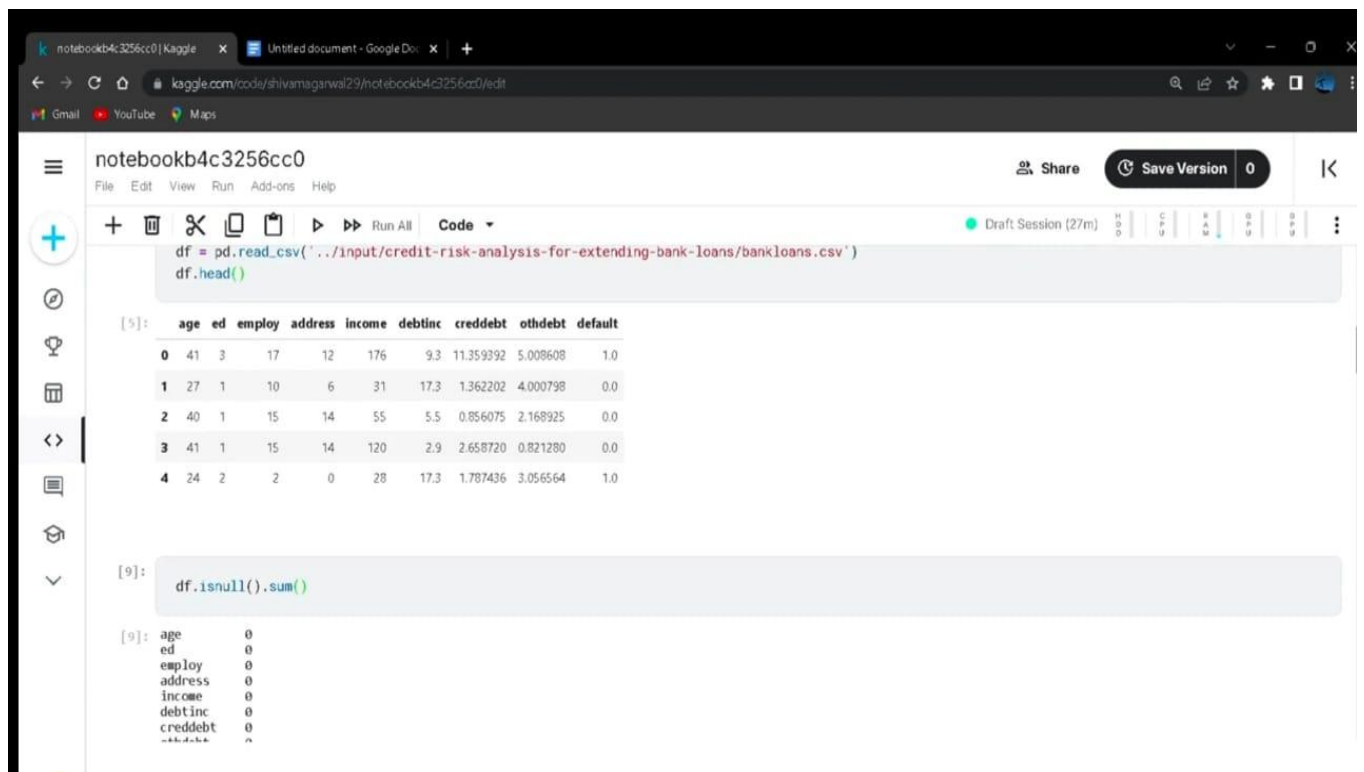 notebookb4c3256cc0 | Kaggle
Untitled document - Google Doc
kaggle.com/code/shivamagarwal29/notebookb4c3256cc0/edit
Gmail YouTube Maps
notebookb4c3256cc0
Share
Save Version 0
File Edit View Run Add-ons Help
Run All Code
Draft Session (27m)
df = pd.read_csv('../input/credit-risk-analysis-for-extending-bank-loans/bankloans.csv')
df.head()
[5]: age ed employ address income debtinc creddebt othdebt default
0 41 3 17 12 176 9.3 11.359392 5.008608 1.0
1 27 1 10 6 31 17.3 1.362202 4.000798 0.0
2 40 1 15 14 55 5.5 0.856075 2.168925 0.0
3 41 1 15 14 120 2.9 2.658720 0.821280 0.0
4 24 2 2 0 28 17.3 1.787436 3.056564 1.0
[9]:
df.isnull().sum()
[9]: age 0
ed 0
employ 0
address 0
income 0
debtinc 0
creddebt 0